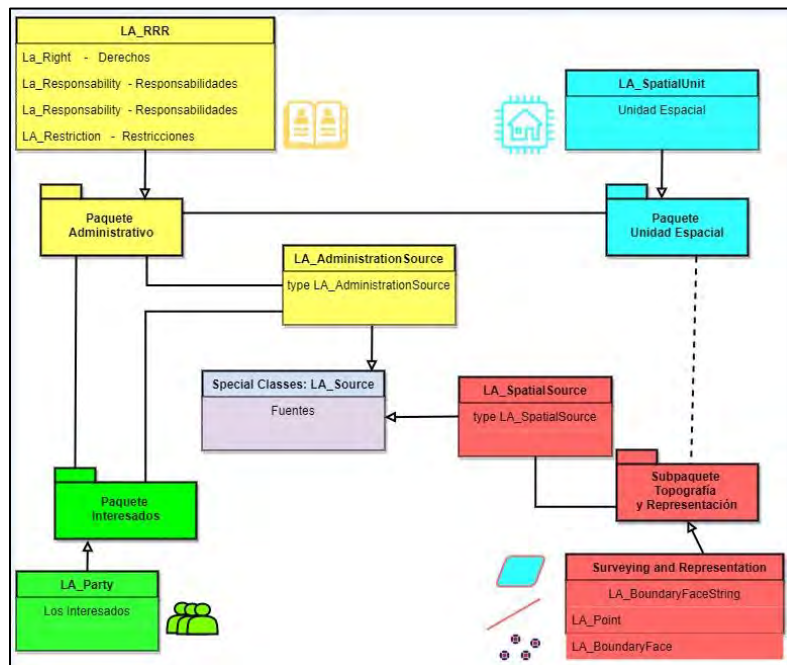 LA_RRR
La_Right - Derechos
La_Responsability - Responsabilidades
La_Responsability - Responsabilidades
LA_Restriction - Restricciones
LA_SpatialUnit
Unidad Espacial
Paquete
Administrativo
Paquete
Unidad Espacial
LA_AdministrationSource
type LA_AdministrationSource
Special Classes: LA_Source
Fuentes
LA_SpatialSource
type LA_SpatialSource
Paquete
Interesados
Subpaquete
Topografía
y Representación
LA_Party
Los Interesados
Surveying and Representation
LA_BoundaryFaceString
LA_Point
LA_BoundaryFace